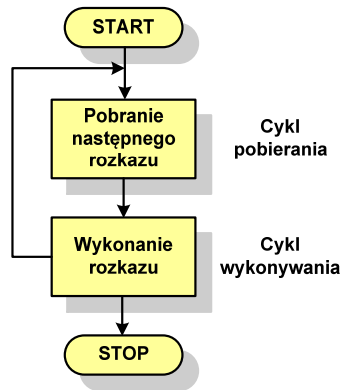 START
Pobranie
następnego
rozkazu
Cykl
pobierania
Wykonanie
rozkazu
Cykl
wykonywania
STOP